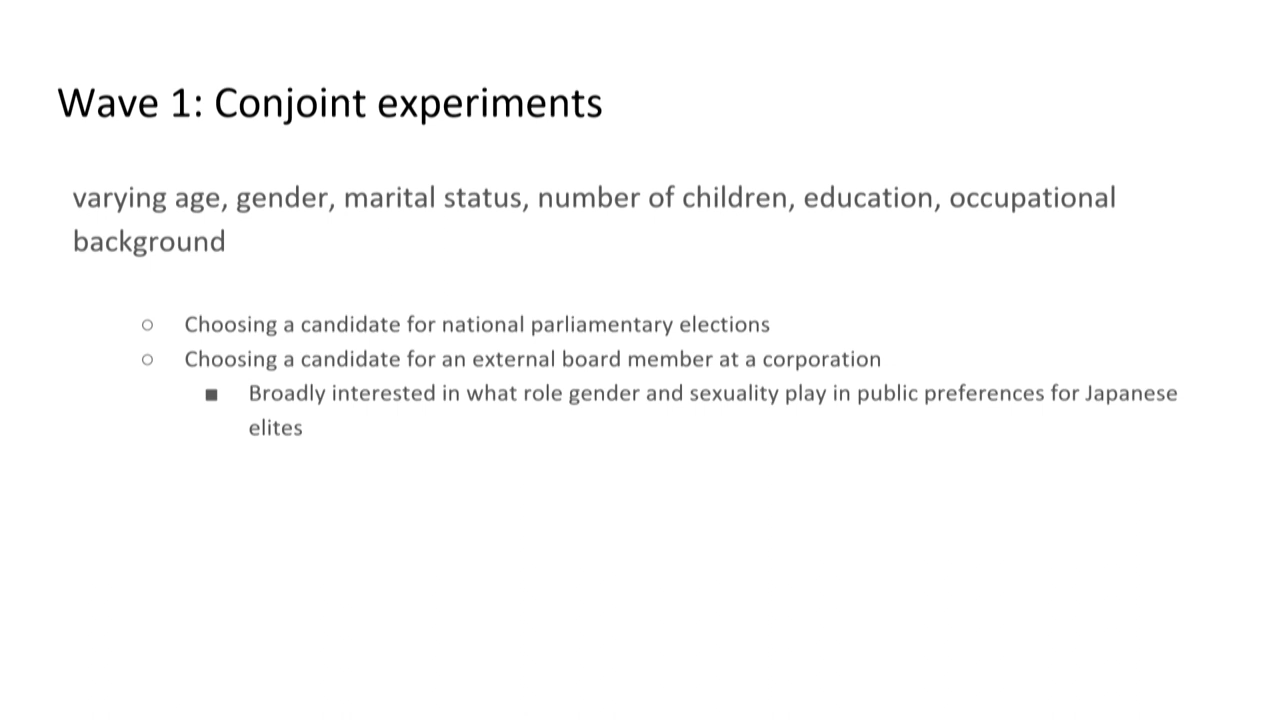 Wave 1: Conjoint experiments
varying age, gender, marital status, number of children, education, occupational
background
○ Choosing a candidate for national parliamentary elections
○ Choosing a candidate for an external board member at a corporation
■ Broadly interested in what role gender and sexuality play in public preferences for Japanese
elites